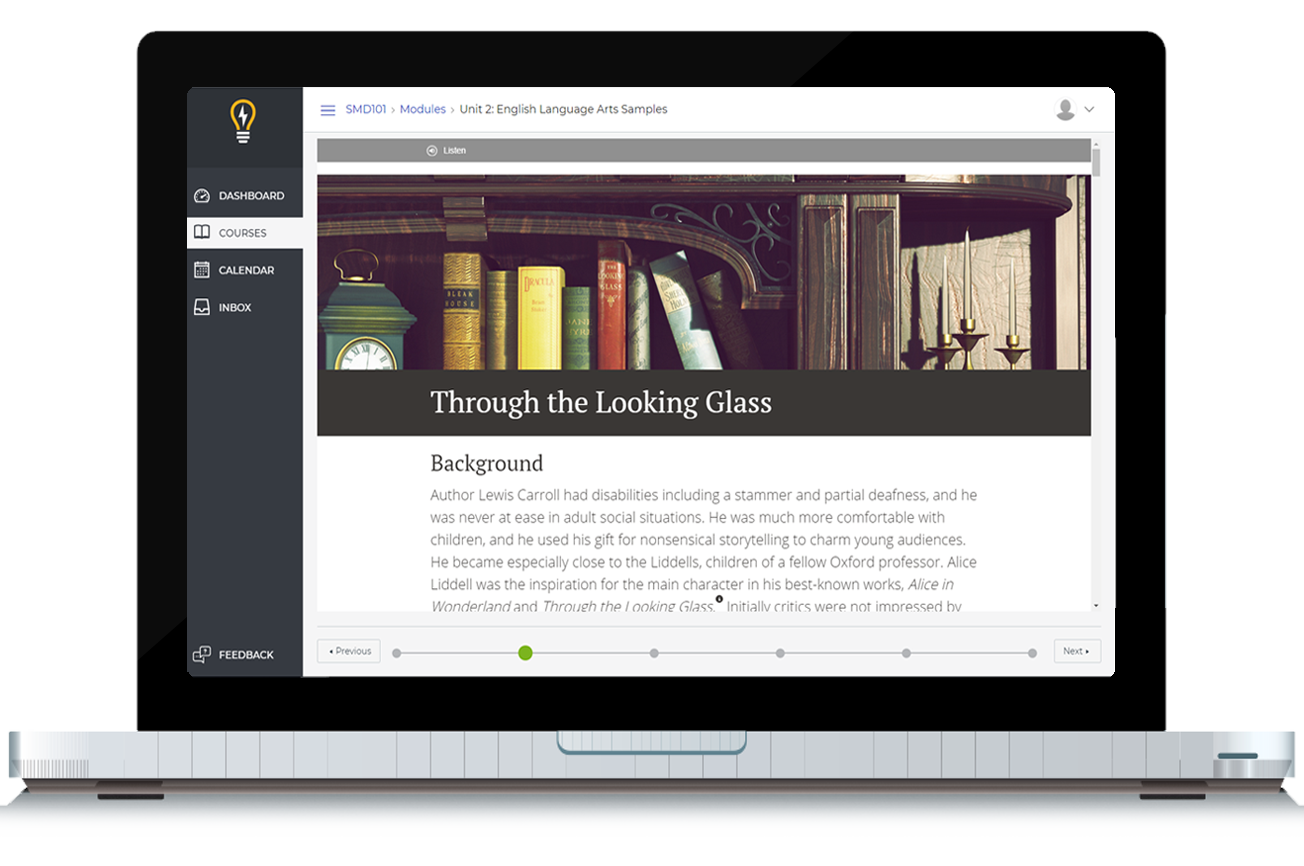 SMD101 › Modules › Unit 2: English Language Arts Samples
DASHBOARD
COURSES
CALENDAR
INBOX
FEEDBACK
Listen
BLEAK
HOUSE
DRACULA
THE
LOOKING
GLASS
Through the Looking Glass
Background
Author Lewis Carroll had disabilities including a stammer and partial deafness, and he
was never at ease in adult social situations. He was much more comfortable with
children, and he used his gift for nonsensical storytelling to charm young audiences.
He became especially close to the Liddells, children of a fellow Oxford professor. Alice
Liddell was the inspiration for the main character in his best-known works, Alice in
Wonderland and Through the Looking Glass. Initially critics were not impressed by
Previous
Next